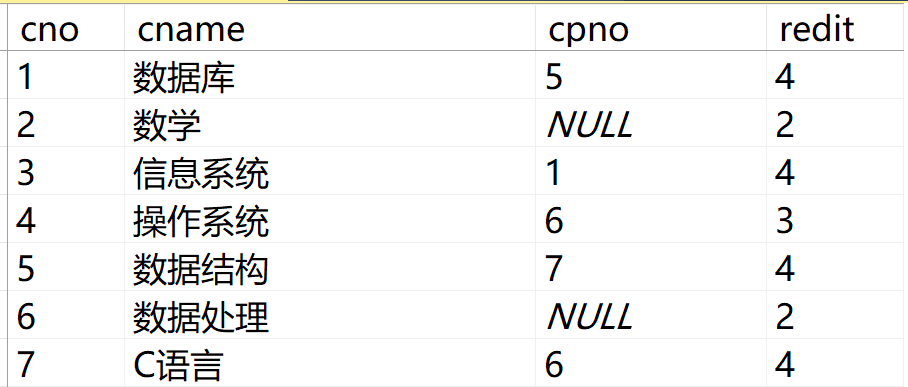 cno cname cpno redit
1 数据库 5 4
2 数学 NULL 2
3 信息系统 1 4
4 操作系统 6 3
5 数据结构 7 4
6 数据处理 NULL 2
7 C语言 6 4